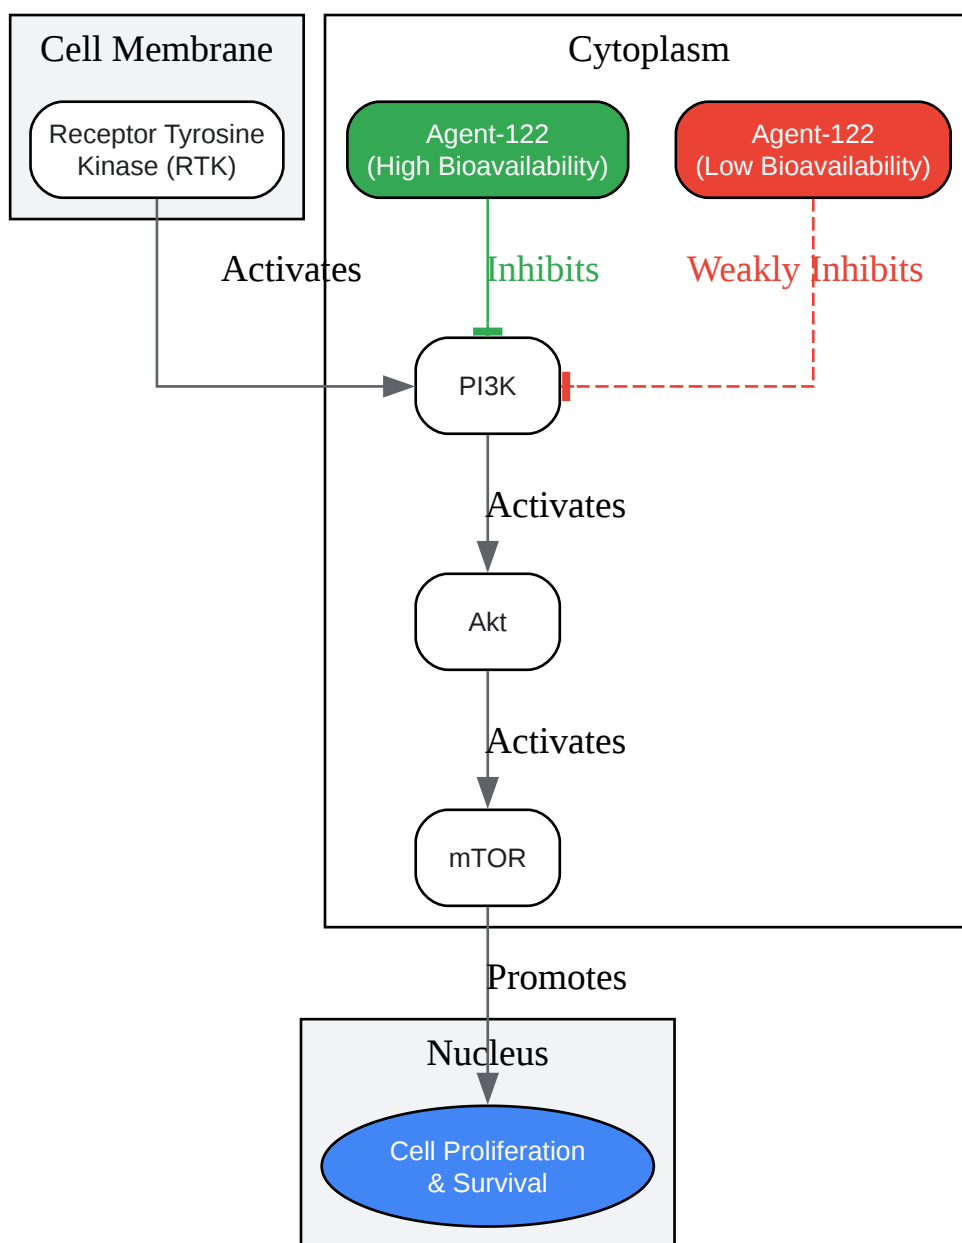 Cell Membrane
Cytoplasm
Receptor Tyrosine
Kinase (RTK)
Agent-122
(High Bioavailability)
Agent-122
(Low Bioavailability)
Activates
Inhibits
Weakly Inhibits
PI3K
Activates
Akt
Activates
mTOR
Promotes
Nucleus
Cell Proliferation
& Survival